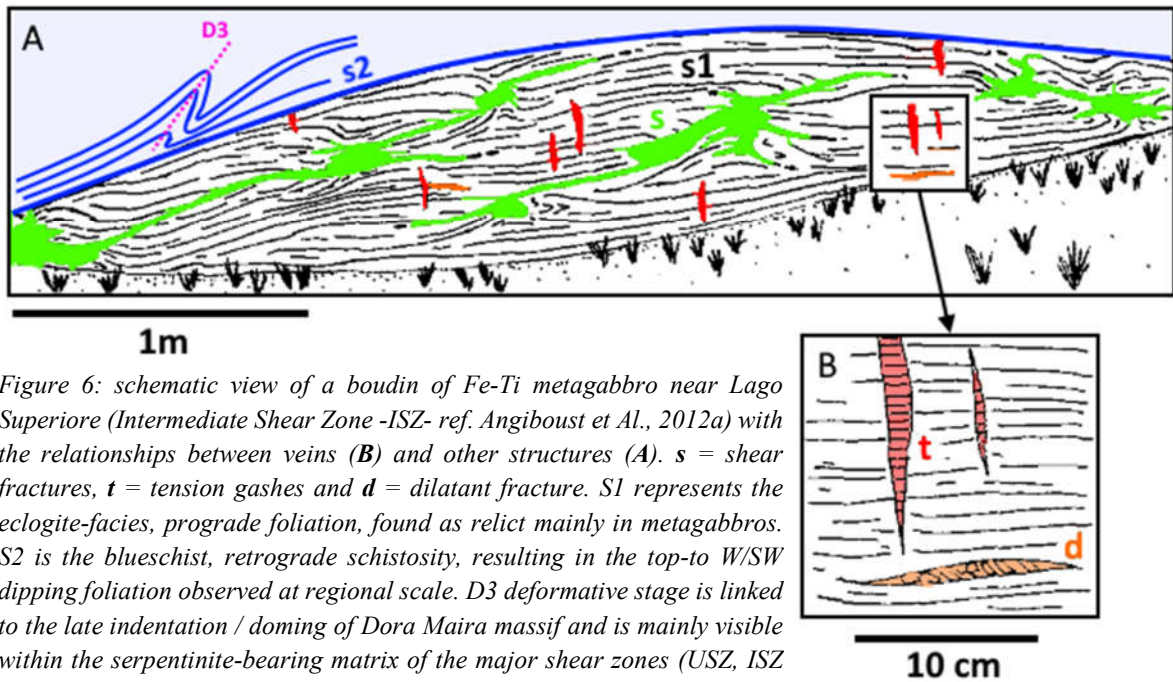 A
D3
s2
s1
s
1m
B
t
d
10 cm
Figure 6: schematic view of a boudin of Fe-Ti metagabbro near Lago
Superiore (Intermediate Shear Zone -ISZ- ref. Angiboust et Al., 2012a) with
the relationships between veins (B) and other structures (A). s = shear
fractures, t = tension gashes and d = dilatant fracture. S1 represents the
eclogite-facies, prograde foliation, found as relict mainly in metagabbros.
S2 is the blueschist, retrograde schistosity, resulting in the top-to W/SW
dipping foliation observed at regional scale. D3 deformative stage is linked
to the late indentation / doming of Dora Maira massif and is mainly visible
within the serpentinite-bearing matrix of the major shear zones (USZ, ISZ